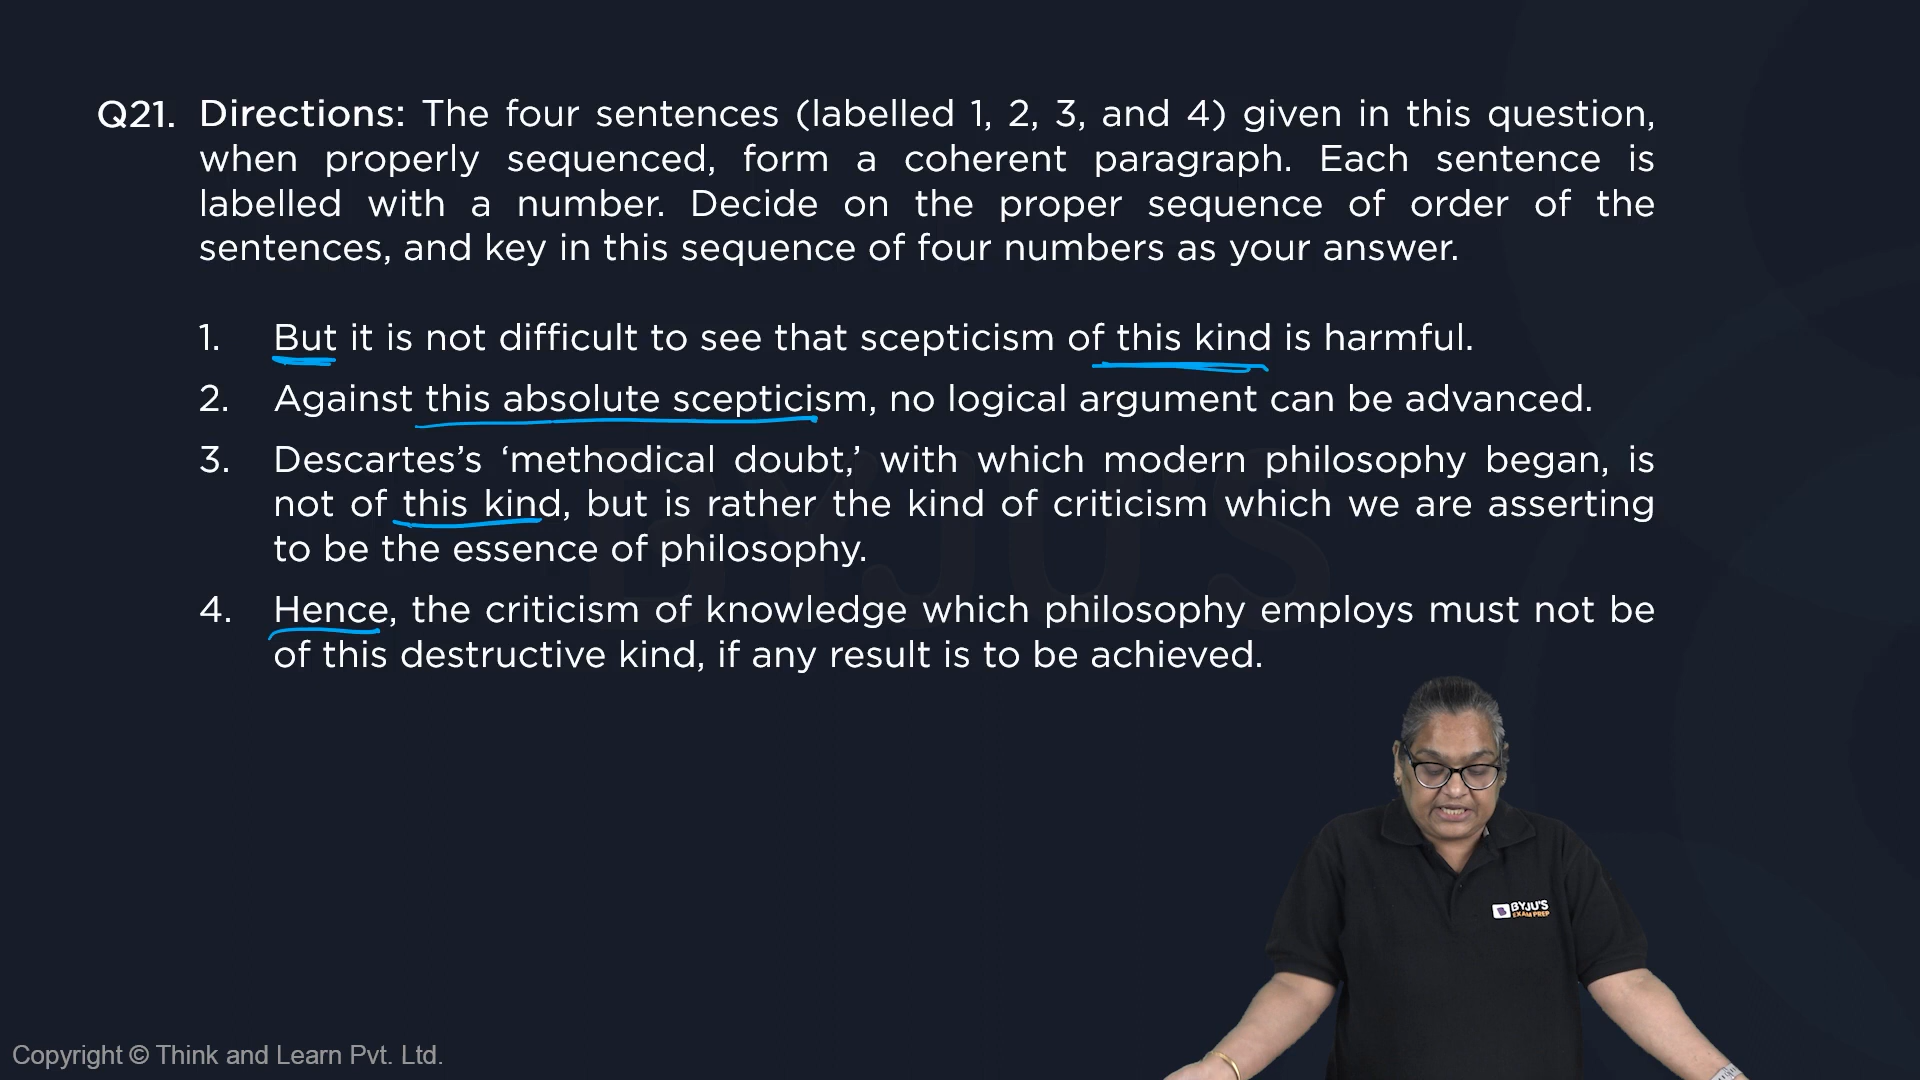 Q21. Directions: The four sentences (labelled 1, 2, 3, and 4) given in this question,
when properly sequenced, form a coherent paragraph. Each sentence is
labelled with a number. Decide on the proper sequence of order of the
sentences, and key in this sequence of four numbers as your answer.
1. But it is not difficult to see that scepticism of this kind is harmful.
2. Against this absolute scepticism, no logical argument can be advanced.
3. Descartes’s ‘methodical doubt,’ with which modern philosophy began, is
not of this kind, but is rather the kind of criticism which we are asserting
to be the essence of philosophy.
4. Hence, the criticism of knowledge which philosophy employs must not be
of this destructive kind, if any result is to be achieved.
BYJU'S
BYJU'S
EXAM PREP
Copyright © Think and Learn Pvt. Ltd.